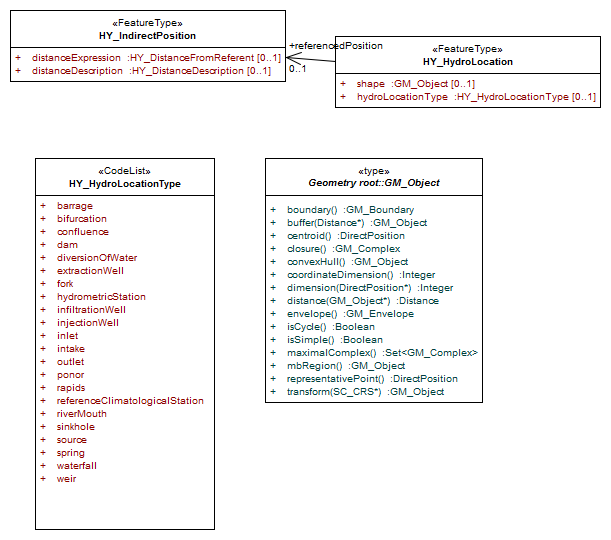 «FeatureType»
HY_IndirectPosition
+ distanceExpression :HY_DistanceFromReferent [0..1]
+ distanceDescription :HY_DistanceDescription [0..1]
+referencedPosition
0..1
«FeatureType»
HY_HydroLocation
+ shape :GM_Object [0..1]
+ hydroLocationType :HY_HydroLocationType [0..1]
«CodeList»
HY_HydroLocationType
+ barrage
+ bifurcation
+ confluence
+ dam
+ diversionOfWater
+ extractionWell
+ fork
+ hydrometricStation
+ infiltrationWell
+ injectionWell
+ inlet
+ intake
+ outlet
+ ponor
+ rapids
+ referenceClimatologicalStation
+ riverMouth
+ sinkhole
+ source
+ spring
+ waterfall
+ weir
«type»
Geometry root::GM_Object
+ boundary() :GM_Boundary
+ buffer(Distance*) :GM_Object
+ centroid() :DirectPosition
+ closure() :GM_Complex
+ convexHull() :GM_Object
+ coordinateDimension() :Integer
+ dimension(DirectPosition*) :Integer
+ distance(GM_Object*) :Distance
+ envelope() :GM_Envelope
+ isCycle() :Boolean
+ isSimple() :Boolean
+ maximalComplex() :Set<GM_Complex>
+ mbRegion() :GM_Object
+ representativePoint() :DirectPosition
+ transform(SC_CRS*) :GM_Object